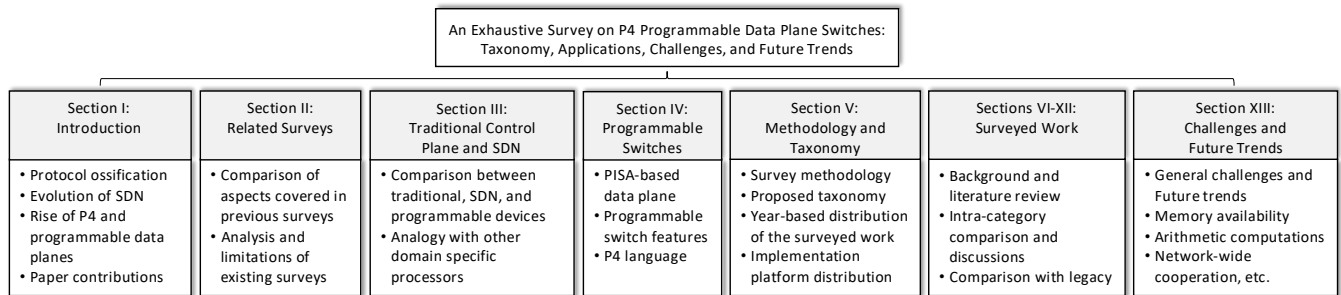 An Exhaustive Survey on P4 Programmable Data Plane Switches:
Taxonomy, Applications, Challenges, and Future Trends
Section I:
Introduction
• Protocol ossification
• Evolution of SDN
• Rise of P4 and
programmable data
planes
• Paper contributions
Section II:
Related Surveys
• Comparison of
aspects covered in
previous surveys
• Analysis and
limitations of
existing surveys
Section III:
Traditional Control
Plane and SDN
• Comparison between
traditional, SDN, and
programmable devices
• Analogy with other
domain specific
processors
Section IV:
Programmable
Switches
• PISA-based
data plane
• Programmable
switch features
• P4 language
Section V:
Methodology and
Taxonomy
• Survey methodology
• Proposed taxonomy
• Year-based distribution
of the surveyed work
• Implementation
platform distribution
Sections VI-XII:
Surveyed Work
• Background and
literature review
• Intra-category
comparison and
discussions
• Comparison with legacy
Section XIII:
Challenges and
Future Trends
• General challenges and
Future trends
• Memory availability
• Arithmetic computations
• Network-wide
cooperation, etc.